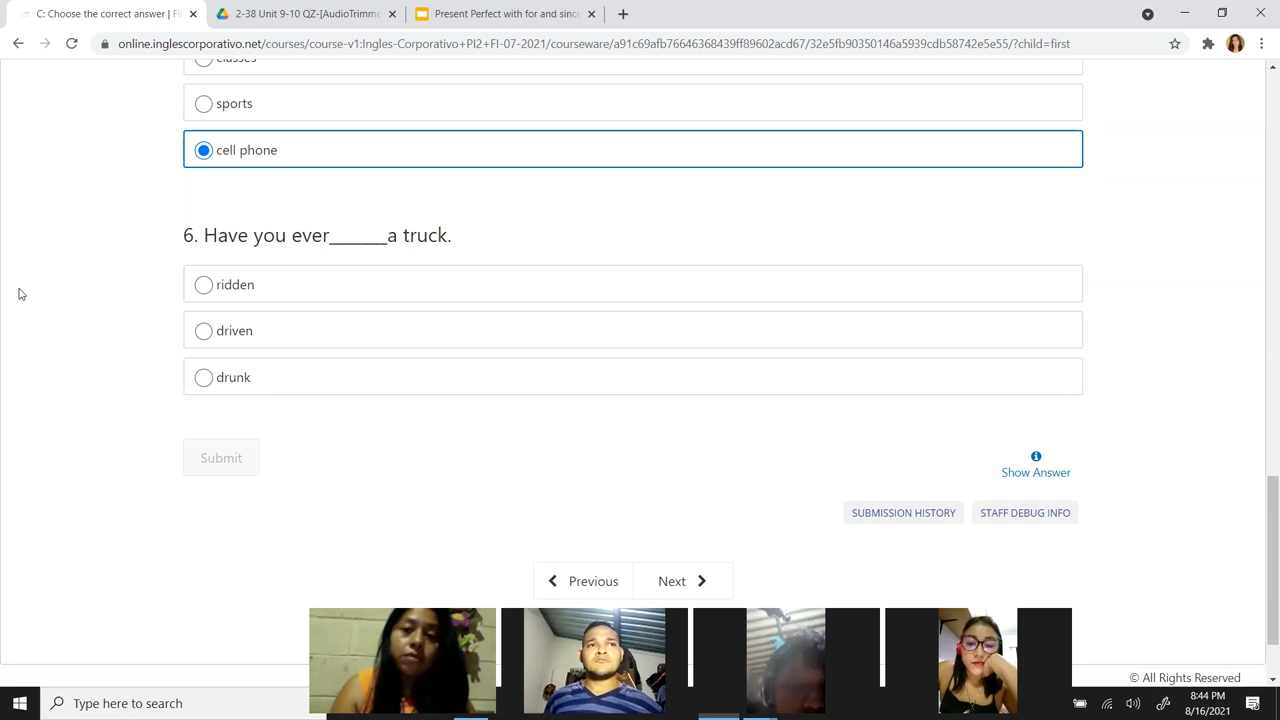 C: Choose the correct answer | Fi
2-38 Unit 9-10 QZ-[AudioTrimme
Present Perfect with for and since
online.inglescorporativo.net/courses/course-v1:Ingles-Corporativo+PI2+FI-07-2021/courseware/a91c69afb76646368439ff89602acd67/32e5fb90350146a5939cdb58742e5e55/?child=first
classes
sports
cell phone
6. Have you ever_______a truck.
ridden
driven
drunk
Submit
Show Answer
SUBMISSION HISTORY
STAFF DEBUG INFO
Previous
Next
© All Rights Reserved
Type here to search
8:44 PM
8/16/2021